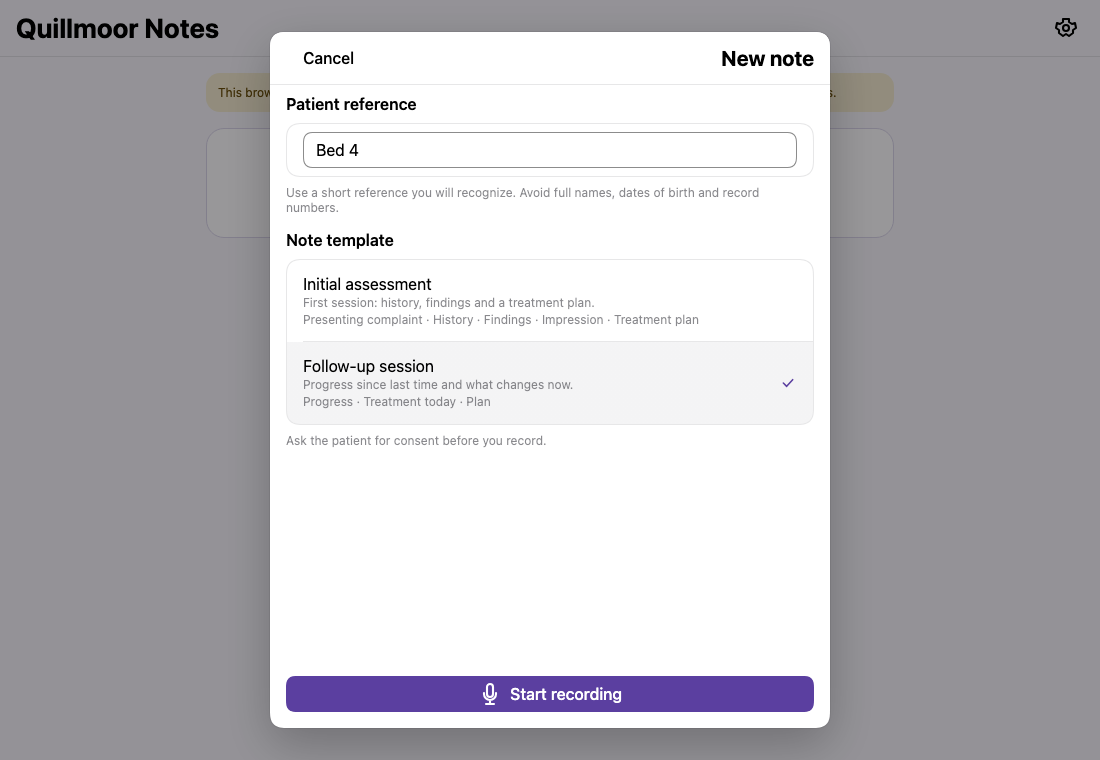 Quillmoor Notes
Cancel
New note
This
s.
Patient reference
Bed 4
Use a short reference you will recognize. Avoid full names, dates of birth and record
numbers.
Note template
Initial assessment
First session: history, findings and a treatment plan.
Presenting complaint · History · Findings · Impression · Treatment plan
Follow-up session
Progress since last time and what changes now.
Progress · Treatment today · Plan
Ask the patient for consent before you record.
Start recording